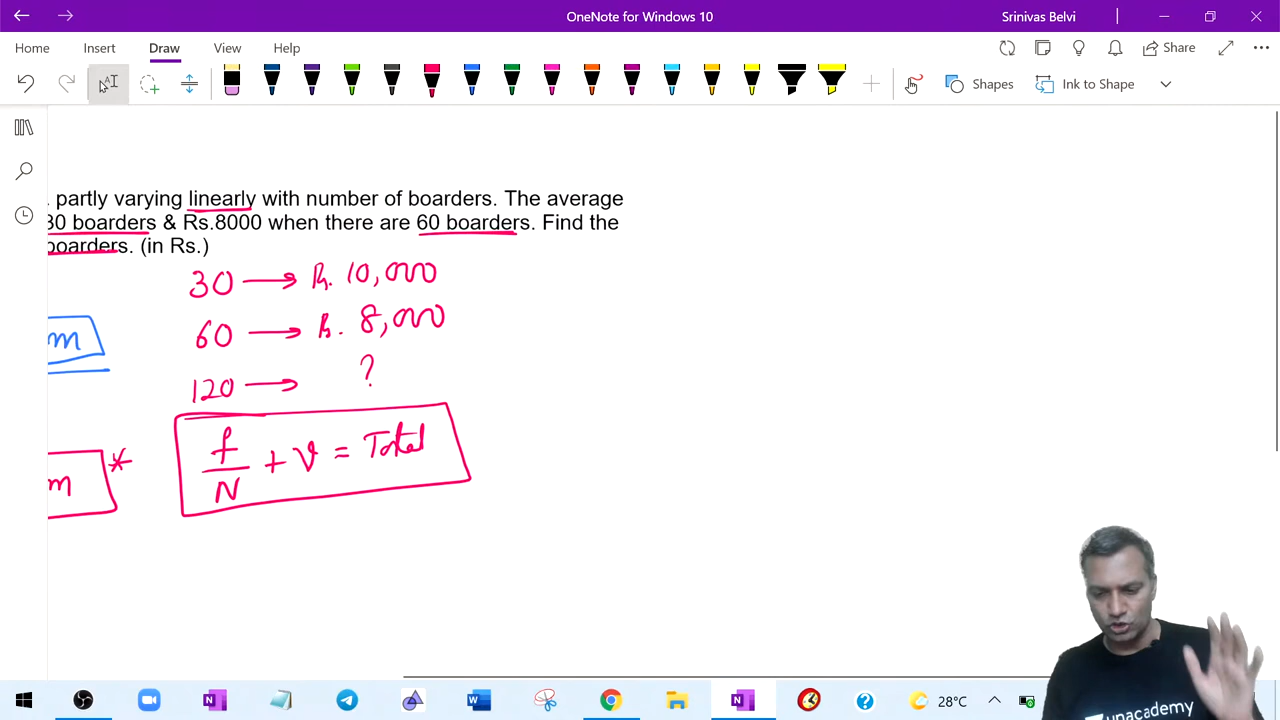 OneNote for Windows 10
Srinivas Belvi
Home Insert Draw View Help
Share
Shapes
Ink to Shape
. partly varying linearly with number of boarders. The average
30 boarders & Rs.8000 when there are 60 boarders. Find the
boarders. (in Rs.)
30 → Rs. 10,000
60 → Rs. 8,000
120 → ?
m
f/N + V = Total
m *
unacademy
28°C